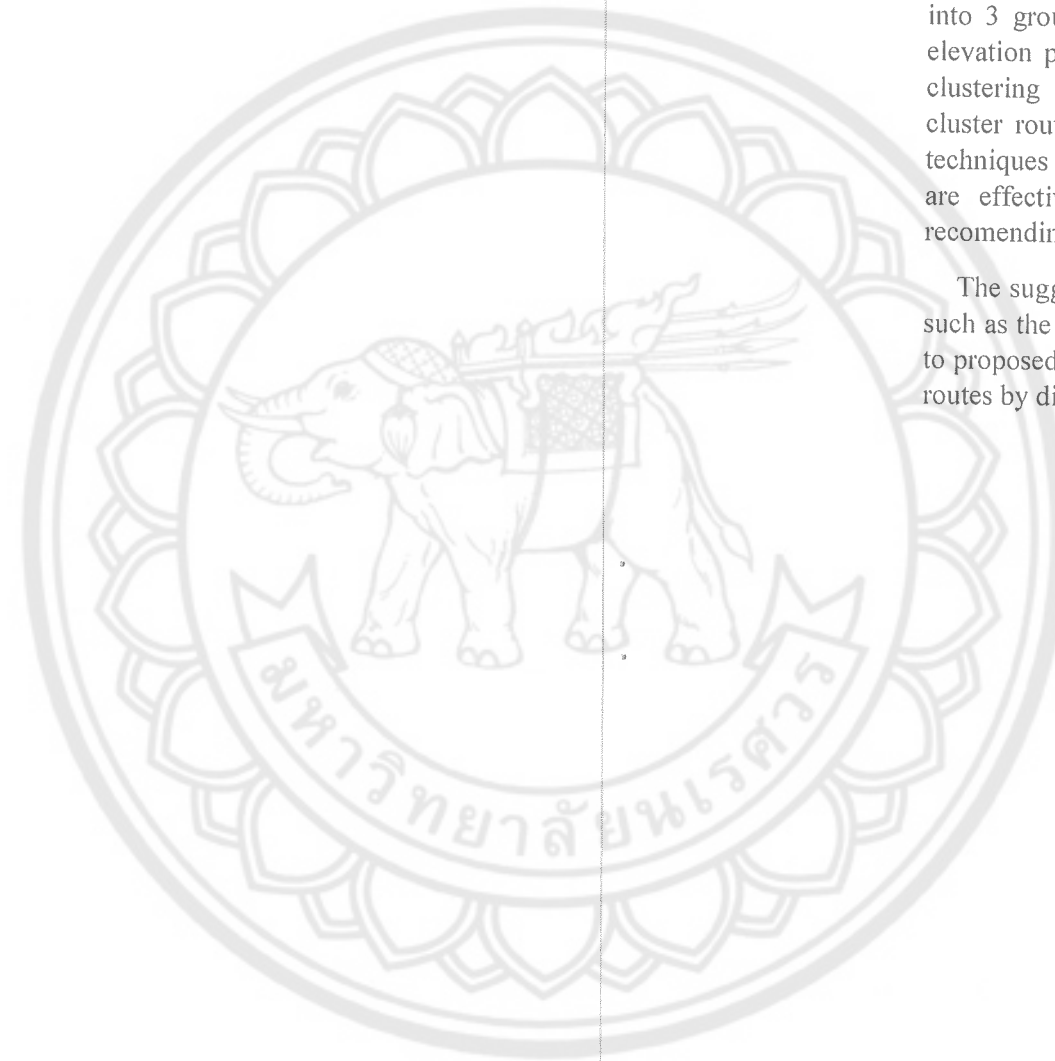 into 3 grou
elevation p
clustering
cluster rou
techniques
are effecti
recomendin
The sugg
such as the
to proposed
routes by di
มหาวิทยาลัยนเรศวร